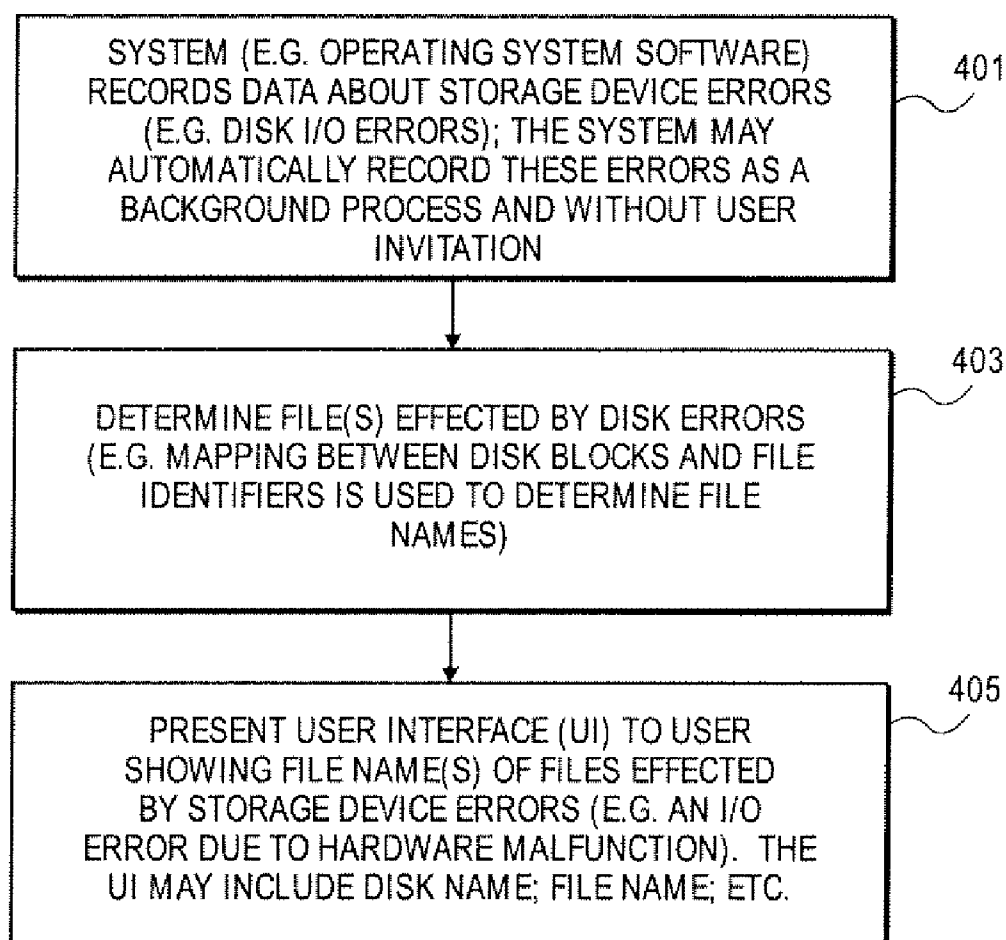 SYSTEM (E.G. OPERATING SYSTEM SOFTWARE)
RECORDS DATA ABOUT STORAGE DEVICE ERRORS
(E.G. DISK I/O ERRORS); THE SYSTEM MAY
AUTOMATICALLY RECORD THESE ERRORS AS A
BACKGROUND PROCESS AND WITHOUT USER
INVITATION
401
DETERMINE FILE(S) EFFECTED BY DISK ERRORS
(E.G. MAPPING BETWEEN DISK BLOCKS AND FILE
IDENTIFIERS IS USED TO DETERMINE FILE
NAMES)
403
PRESENT USER INTERFACE (UI) TO USER
SHOWING FILE NAME(S) OF FILES EFFECTED
BY STORAGE DEVICE ERRORS (E.G. AN I/O
ERROR DUE TO HARDWARE MALFUNCTION). THE
UI MAY INCLUDE DISK NAME; FILE NAME; ETC.
405